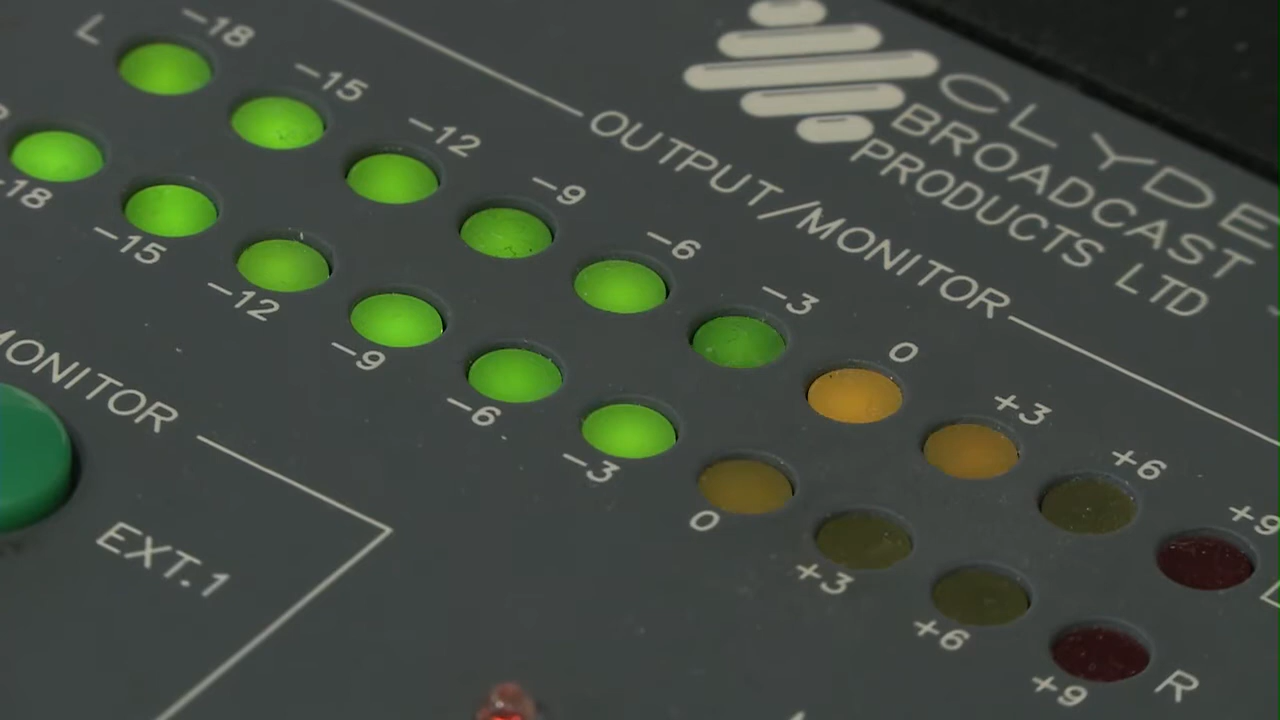 CLYDE
BROADCAST
PRODUCTS LTD
OUTPUT/MONITOR
L -18 -15 -12 -9 -6 -3 0 +3 +6 +9
-18 -15 -12 -9 -6 -3 0 +3 +6 +9 R
MONITOR
EXT.1